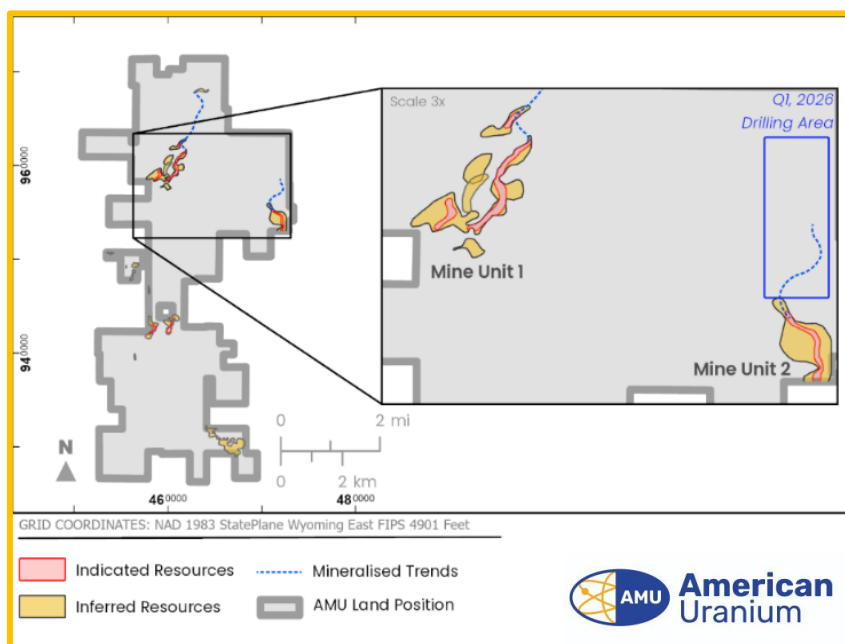 Scale 3x
Q1, 2026
Drilling Area
960000
Mine Unit 1
Mine Unit 2
940000
0 2 mi
N
0 2 km
460000 480000
GRID COORDINATES: NAD 1983 StatePlane Wyoming East FIPS 4901 Feet
Indicated Resources
Mineralised Trends
Inferred Resources
AMU Land Position
AMU
American
Uranium